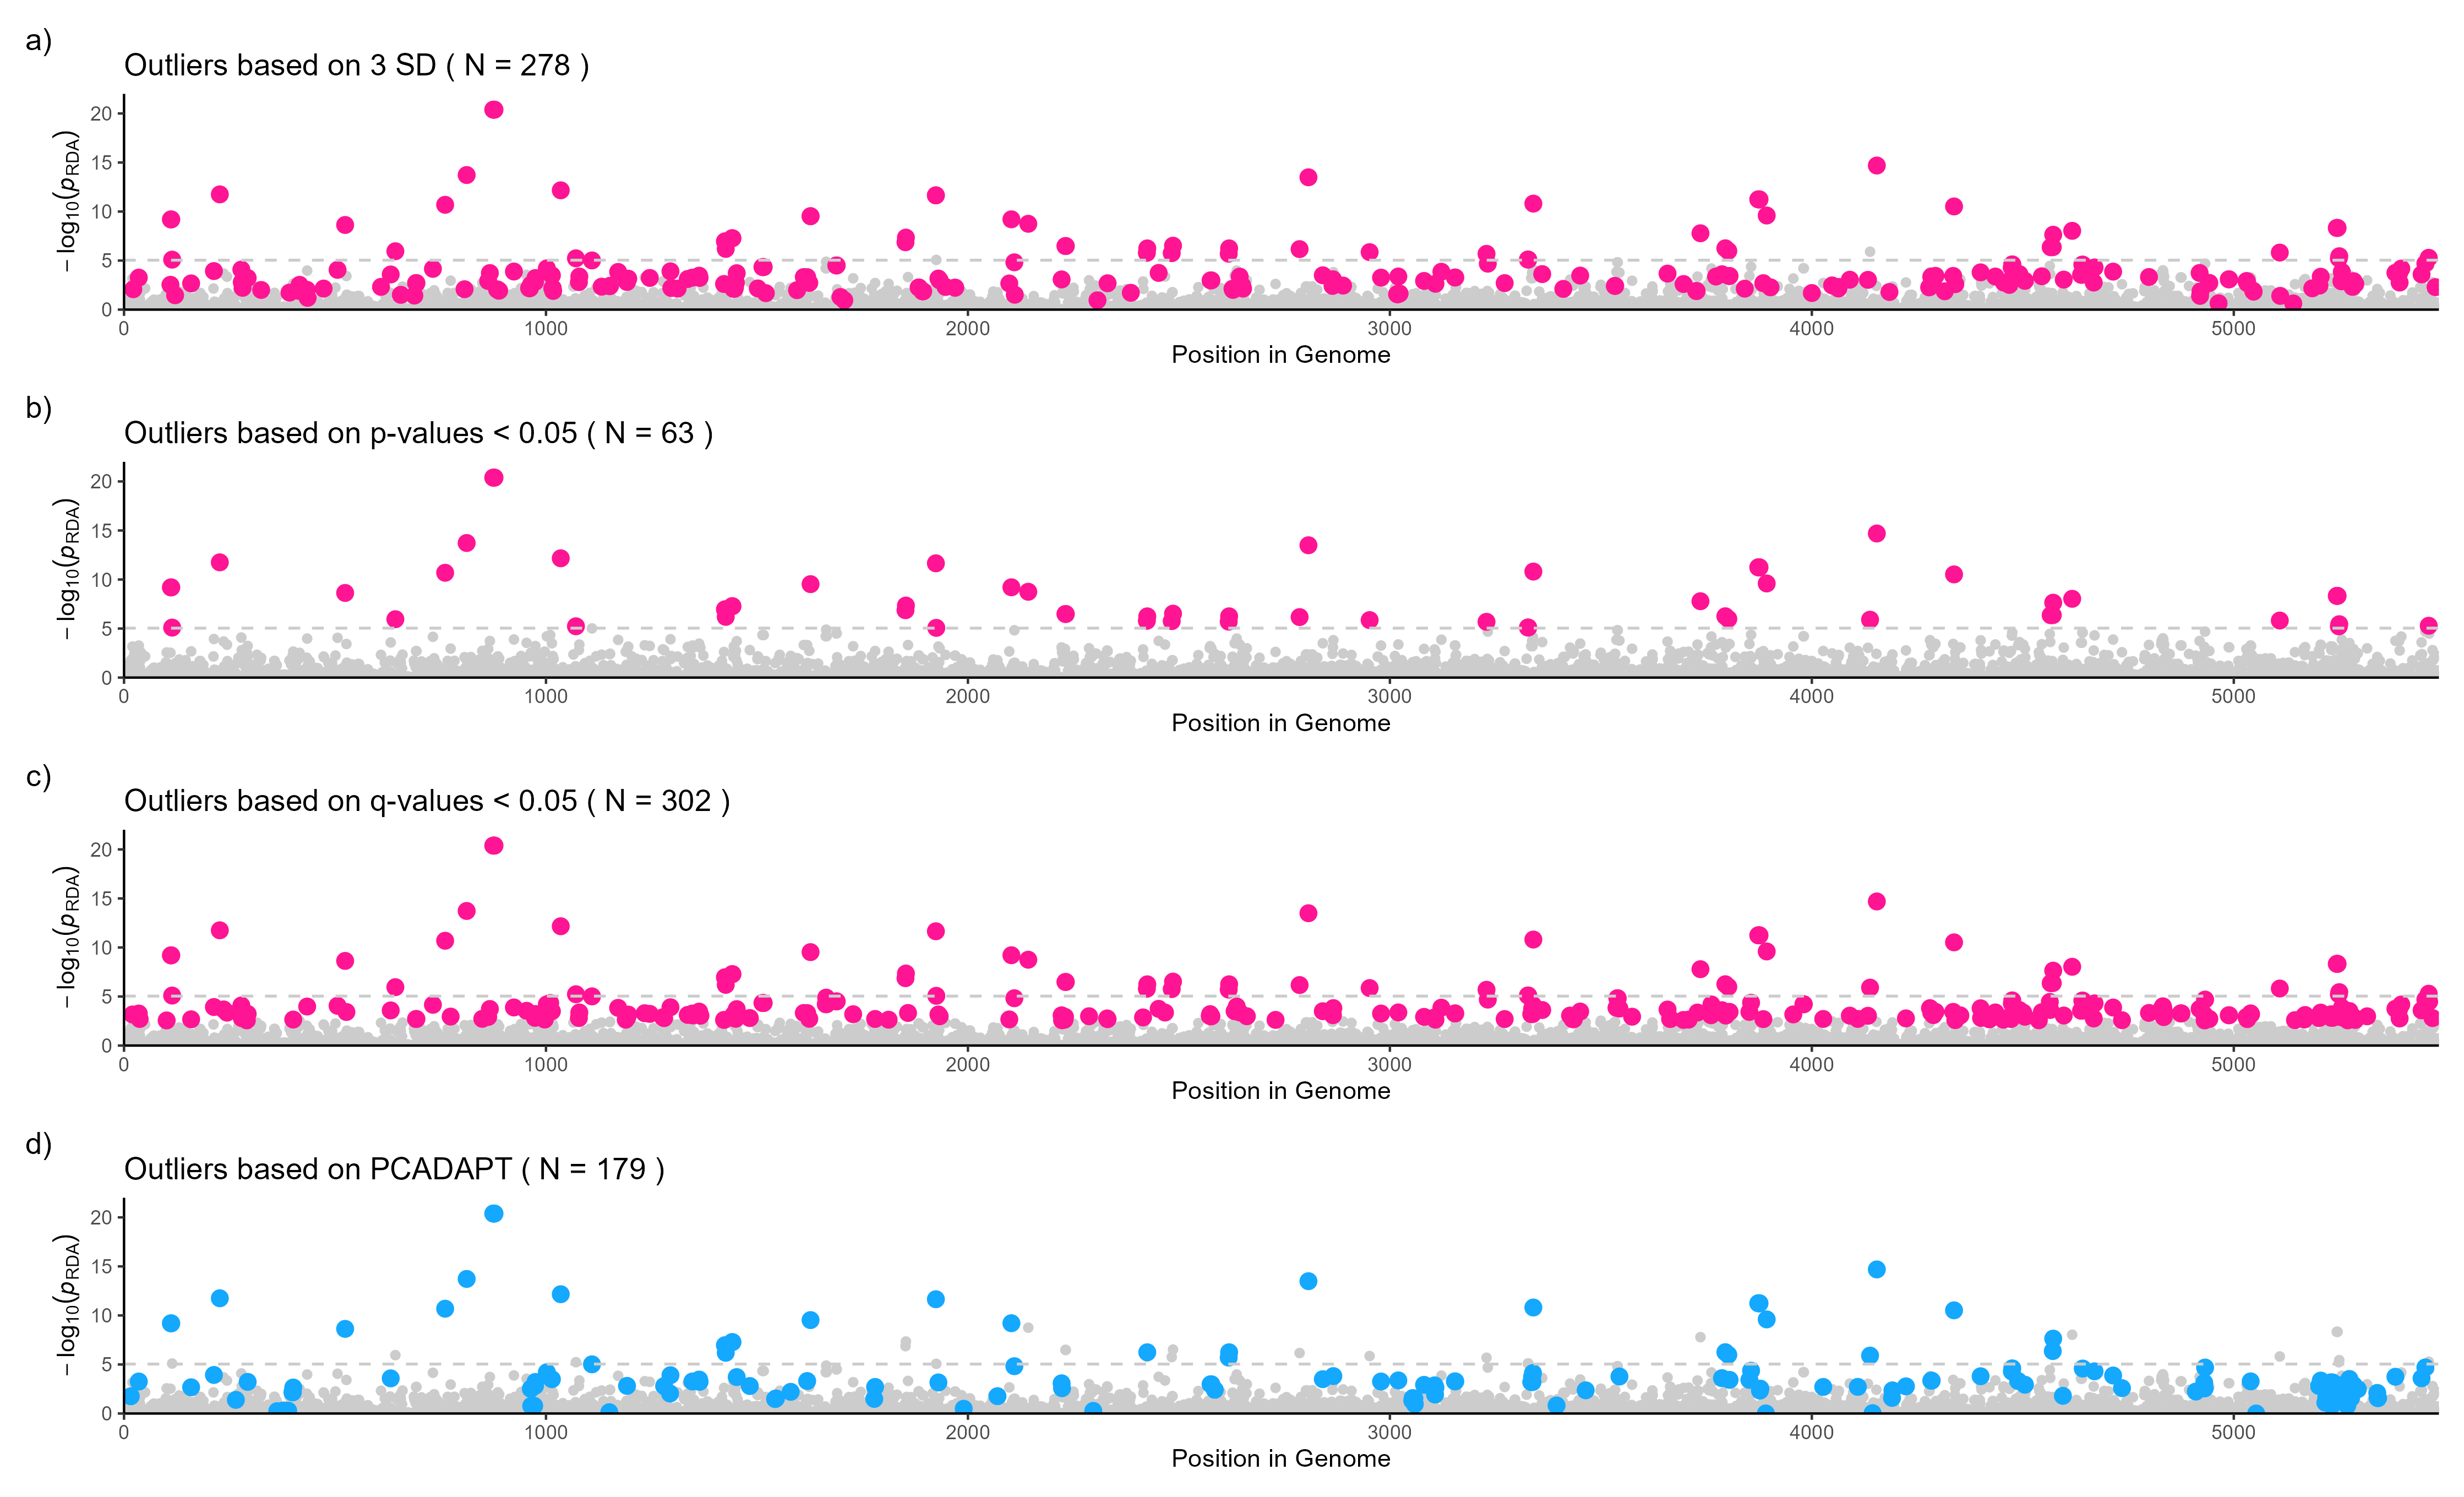 a)
Outliers based on 3 SD ( N = 278 )
− log10(pRDA)
20
15
10
5
0
0 1000 2000 3000 4000 5000
Position in Genome
b)
Outliers based on p-values < 0.05 ( N = 63 )
− log10(pRDA)
20
15
10
5
0
0 1000 2000 3000 4000 5000
Position in Genome
c)
Outliers based on q-values < 0.05 ( N = 302 )
− log10(pRDA)
20
15
10
5
0
0 1000 2000 3000 4000 5000
Position in Genome
d)
Outliers based on PCADAPT ( N = 179 )
− log10(pRDA)
20
15
10
5
0
0 1000 2000 3000 4000 5000
Position in Genome